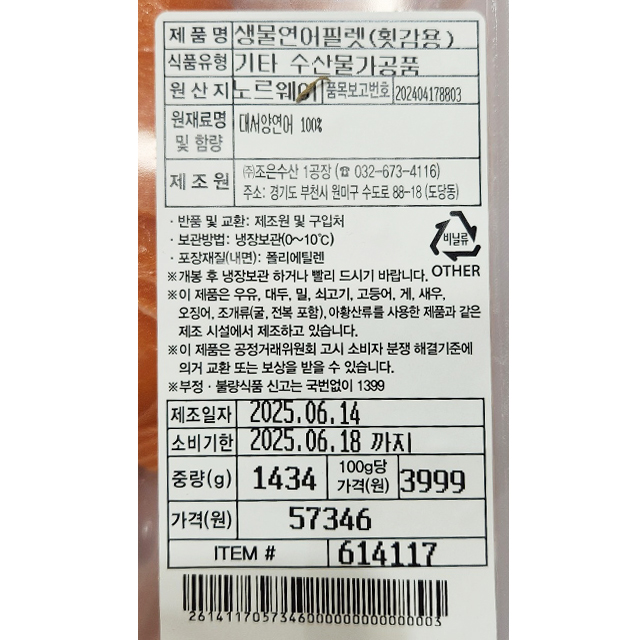 제품명 생물연어필렛(횟감용)
식품유형 기타 수산물가공품
원산지 노르웨이 품목보고번호 202404178803
원재료명 및 함량 대서양연어 100%
제조원 ㈜조은수산 1공장 (☎ 032-673-4116)
주소: 경기도 부천시 원미구 수도로 88-18 (도당동)
· 반품 및 교환: 제조원 및 구입처
· 보관방법: 냉장보관(0~10℃)
· 포장재질(내면): 폴리에틸렌
비닐류
OTHER
※개봉 후 냉장보관 하거나 빨리 드시기 바랍니다.
※이 제품은 우유, 대두, 밀, 쇠고기, 고등어, 게, 새우,
오징어, 조개류(굴, 전복 포함), 아황산류를 사용한 제품과 같은
제조 시설에서 제조하고 있습니다.
※이 제품은 공정거래위원회 고시 소비자 분쟁 해결기준에
의거 교환 또는 보상을 받을 수 있습니다.
※부정 · 불량식품 신고는 국번없이 1399
제조일자 2025.06.14
소비기한 2025.06.18 까지
중량(g) 1434 100g당 가격(원) 3999
가격(원) 57346
ITEM # 614117
2614117057346000000000000003